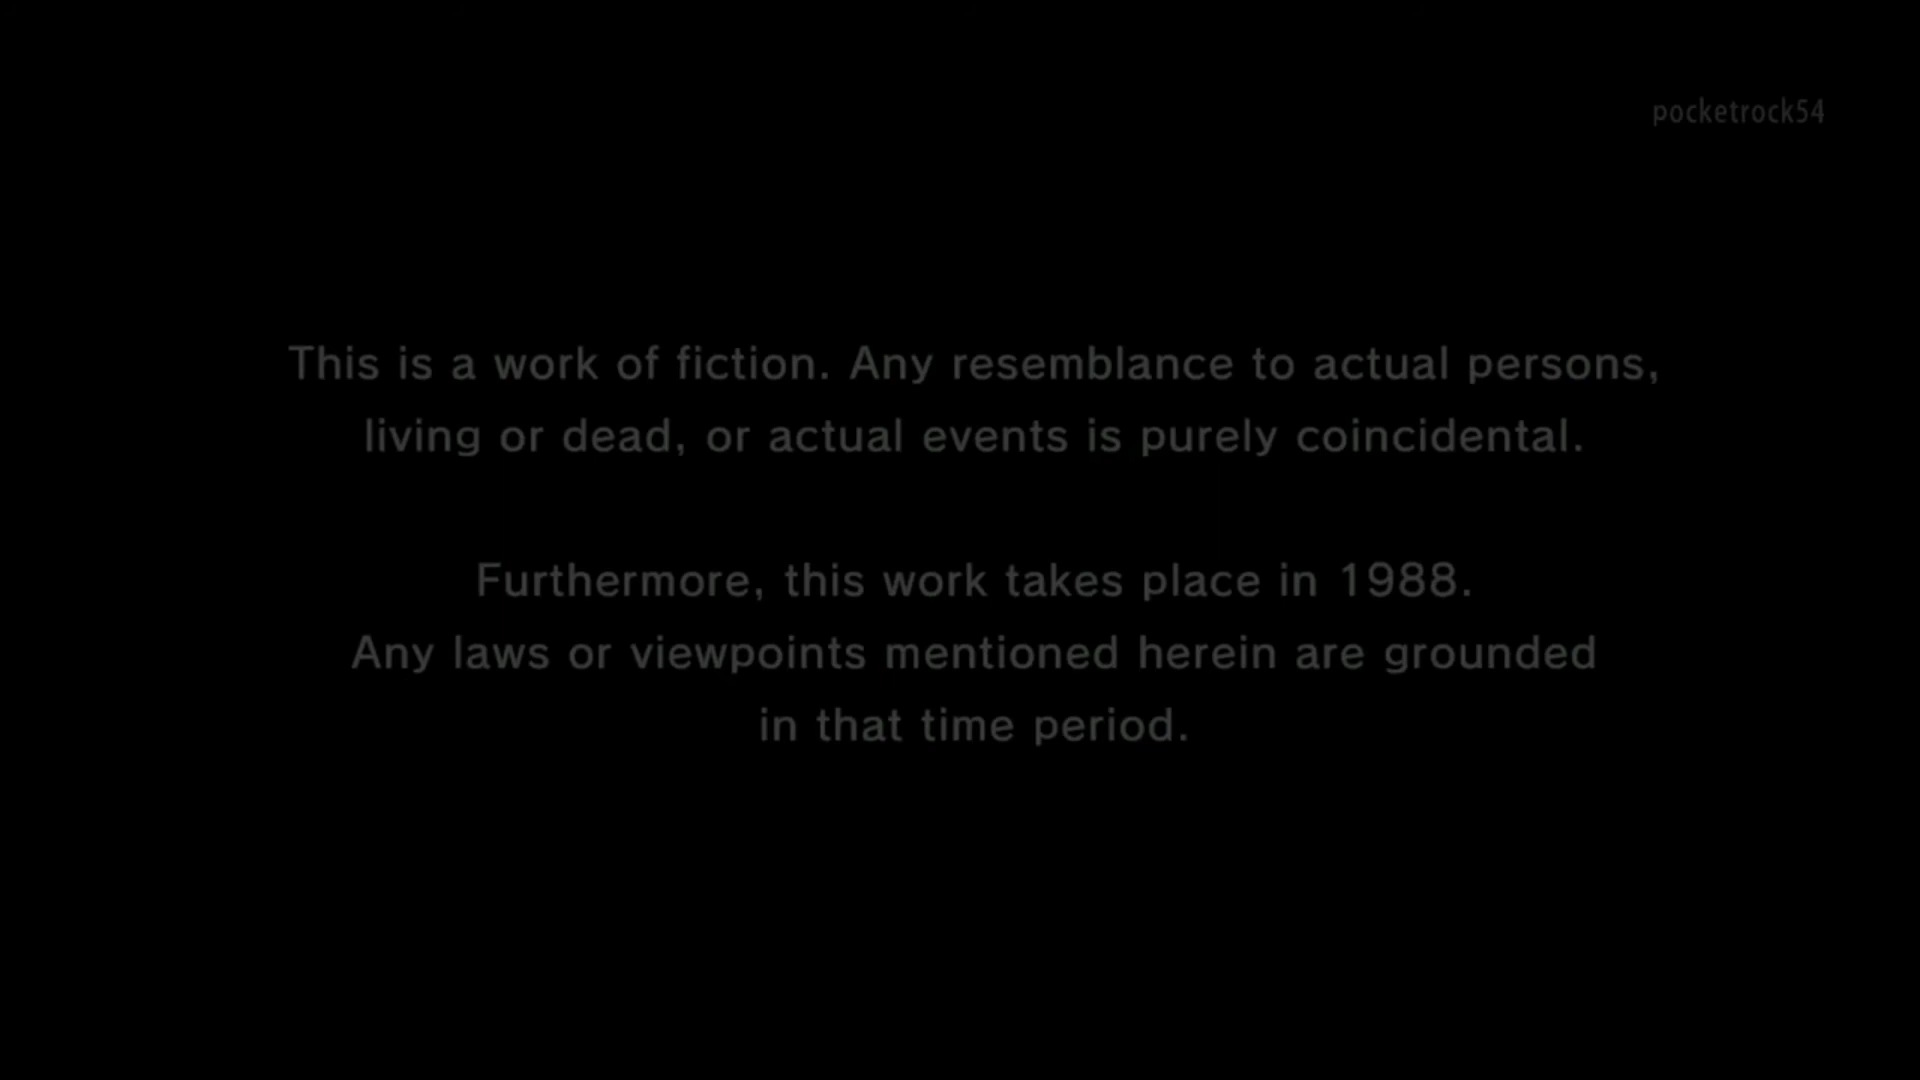 pocketrock54
This is a work of fiction. Any resemblance to actual persons,
living or dead, or actual events is purely coincidental.
Furthermore, this work takes place in 1988.
Any laws or viewpoints mentioned herein are grounded
in that time period.